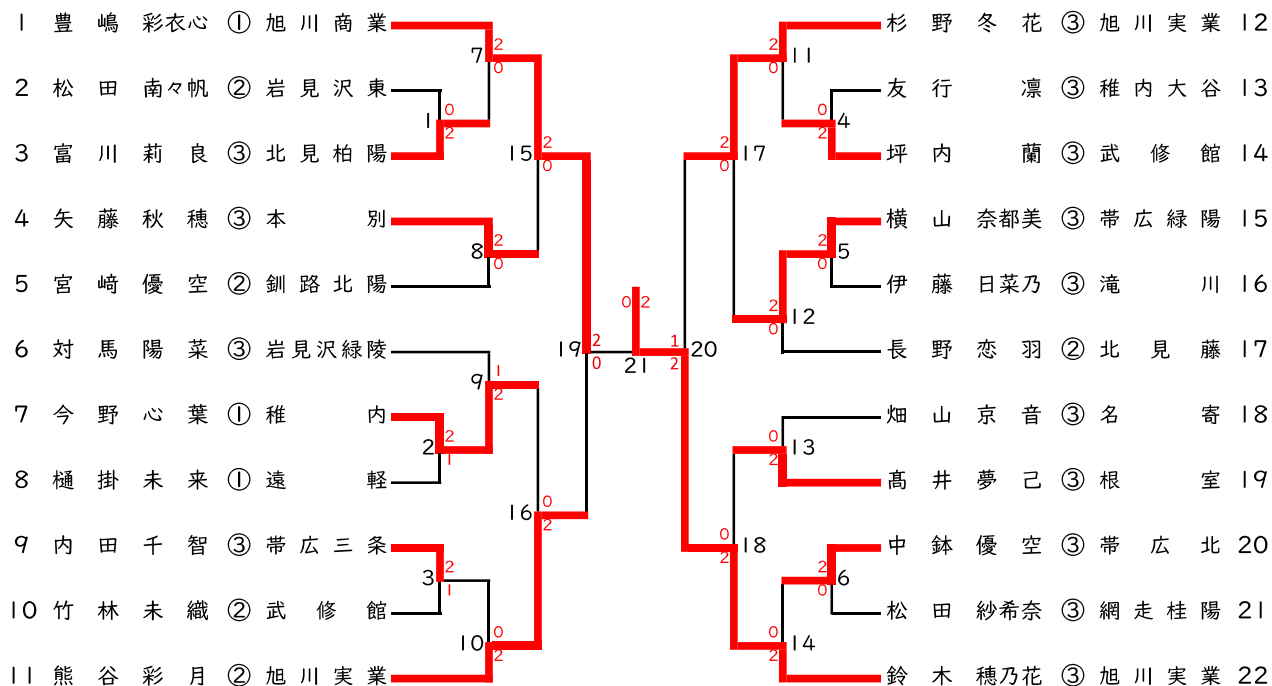 1 豊嶋 彩衣心 ① 旭川商業
2 松田 南々帆 ② 岩見沢東
3 富川 莉良 ③ 北見柏陽
4 矢藤 秋穂 ③ 本別
5 宮﨑 優空 ② 釧路北陽
6 対馬 陽菜 ③ 岩見沢緑陵
7 今野 心葉 ① 稚内
8 樋掛 未来 ① 遠軽
9 内田 千智 ③ 帯広三条
10 竹林 未織 ② 武修館
11 熊谷 彩月 ② 旭川実業
7 2 0
1 0 2
15 2 0
8 2 0
9 1 2
2 2 1
16 0 2
3 2 1
10 0 2
19 2 0
0 2
21
1 2 20
2 0 11
0 2 4
2 0 17
2 0 5
2 0 12
0 2 13
0 2 18
2 0 6
0 2 14
杉野 冬花 ③ 旭川実業 12
友行 凛 ③ 稚内大谷 13
坪内 蘭 ③ 武修館 14
横山 奈都美 ③ 帯広緑陽 15
伊藤 日菜乃 ③ 滝川 16
長野 恋羽 ② 北見藤 17
畑山 京音 ③ 名寄 18
髙井 夢己 ③ 根室 19
中鉢 優空 ③ 帯広北 20
松田 紗希奈 ③ 網走桂陽 21
鈴木 穂乃花 ③ 旭川実業 22